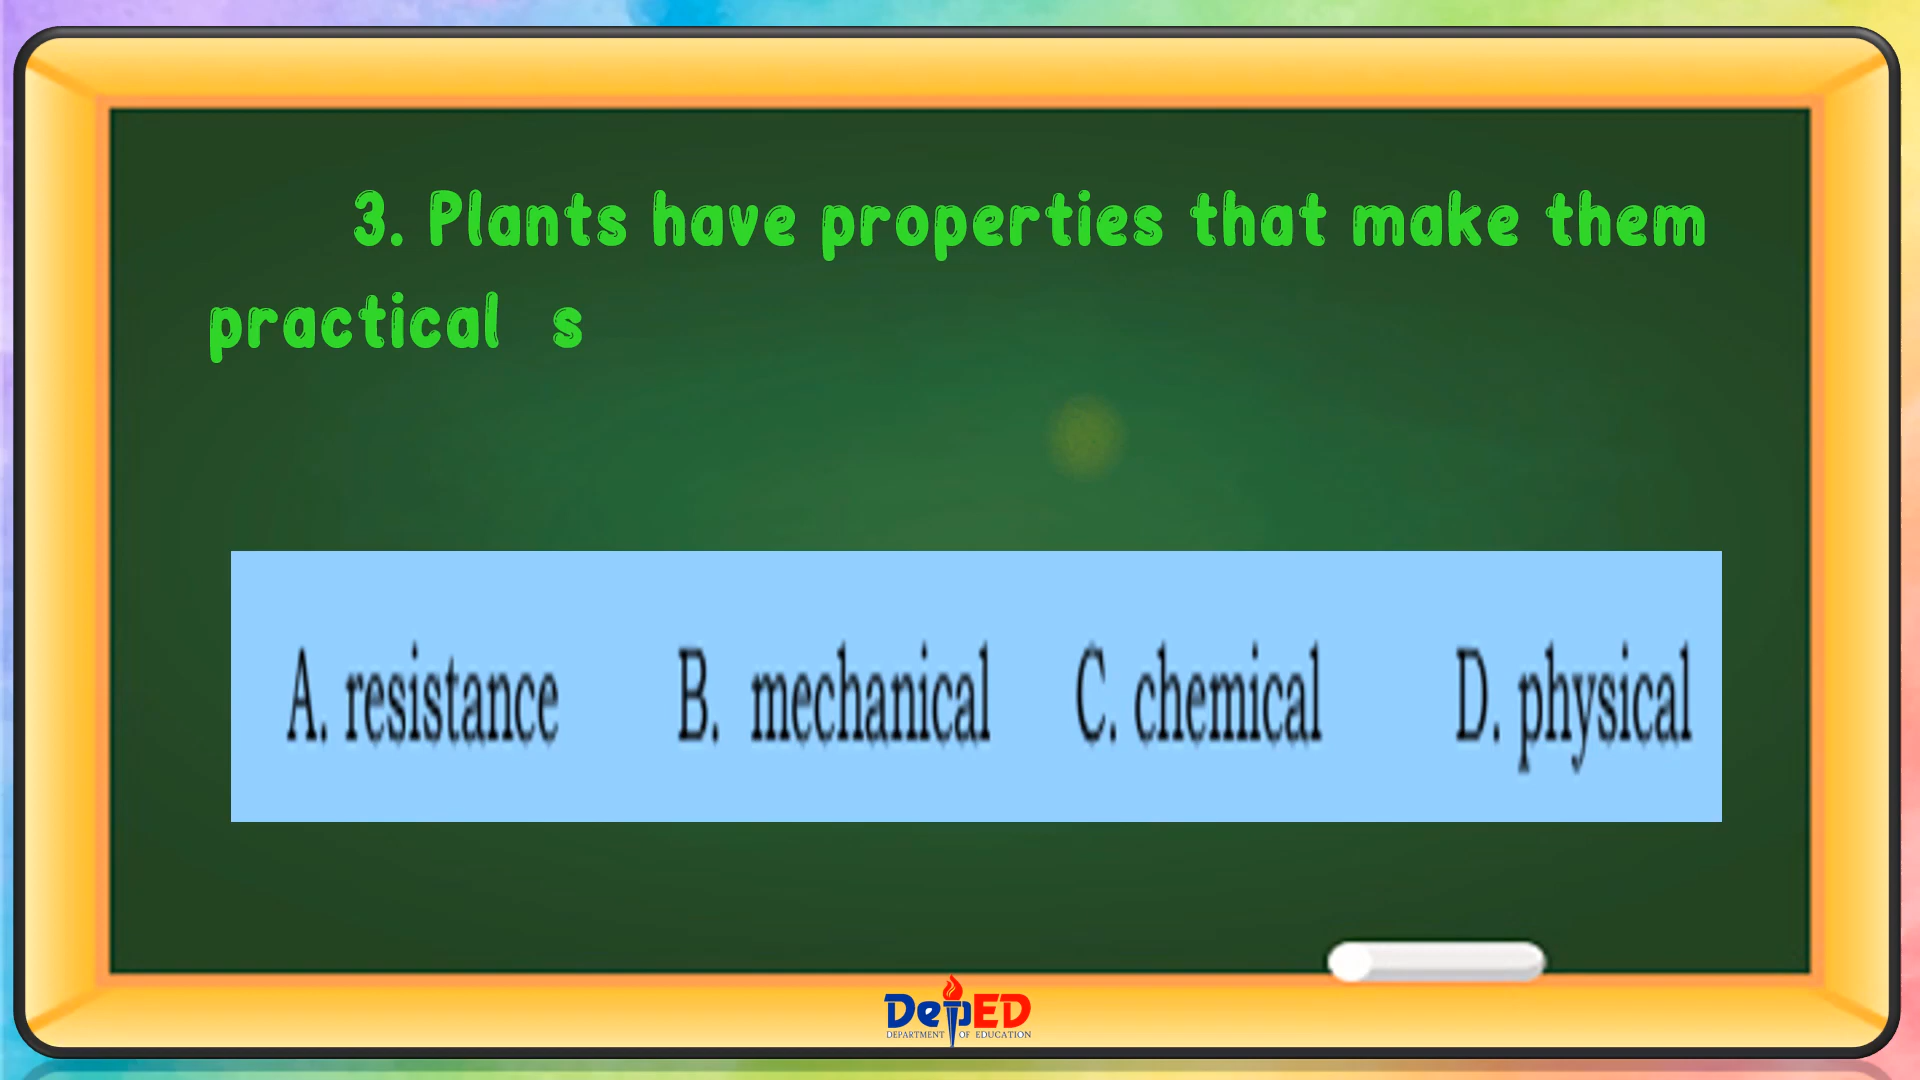 3. Plants have properties that make them
practical s
A. resistance B. mechanical C. chemical D. physical
DepED
DEPARTMENT OF EDUCATION